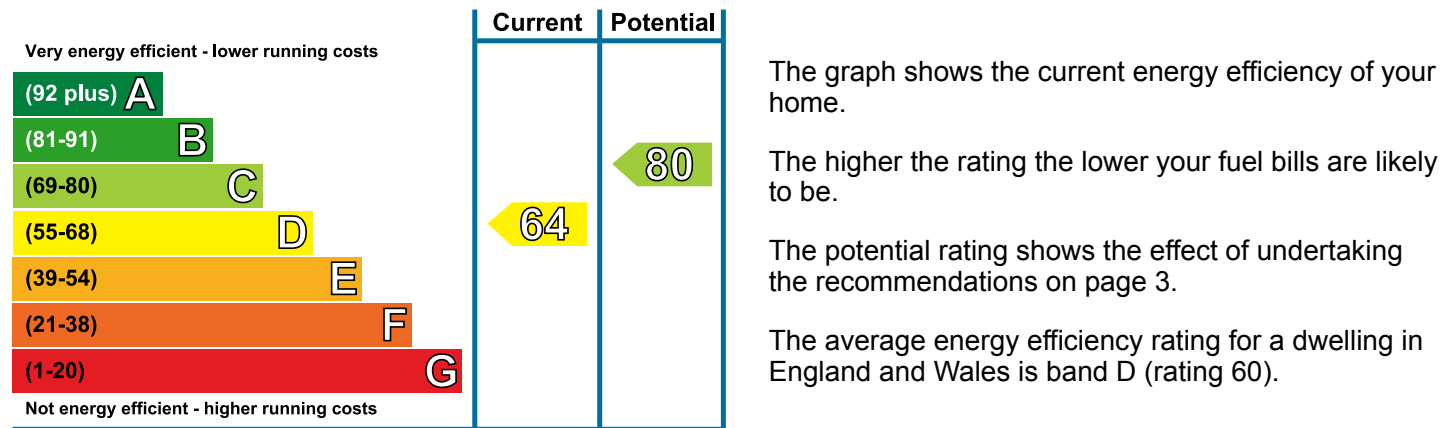 Current Potential
Very energy efficient - lower running costs
(92 plus) A
(81-91) B
(69-80) C
(55-68) D
(39-54) E
(21-38) F
(1-20) G
Not energy efficient - higher running costs
64
80
The graph shows the current energy efficiency of your
home.
The higher the rating the lower your fuel bills are likely
to be.
The potential rating shows the effect of undertaking
the recommendations on page 3.
The average energy efficiency rating for a dwelling in
England and Wales is band D (rating 60).